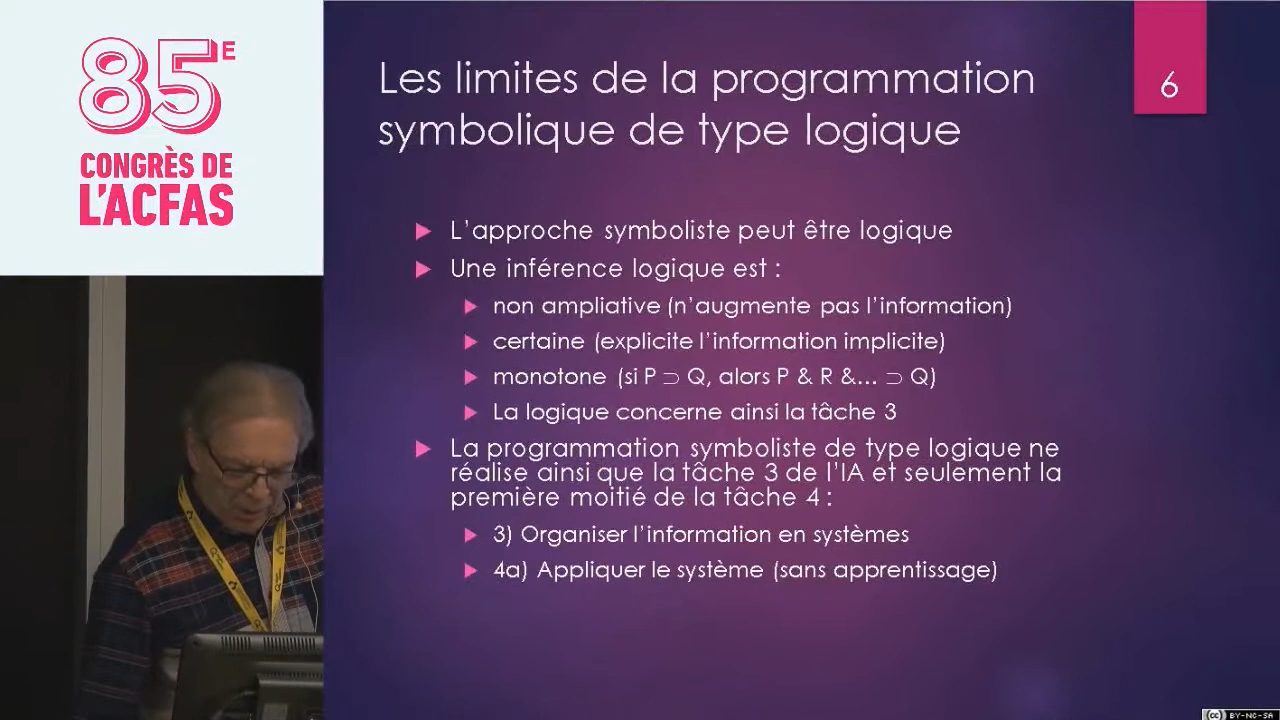 85E
CONGRÈS DE
L'ACFAS
6
Les limites de la programmation
symbolique de type logique
L'approche symboliste peut être logique
Une inférence logique est :
non ampliative (n'augmente pas l'information)
certaine (explicite l'information implicite)
monotone (si P ⊃ Q, alors P & R &... ⊃ Q)
La logique concerne ainsi la tâche 3
La programmation symboliste de type logique ne
réalise ainsi que la tâche 3 de l'IA et seulement la
première moitié de la tâche 4 :
3) Organiser l'information en systèmes
4a) Appliquer le système (sans apprentissage)
cc BY-NC-SA